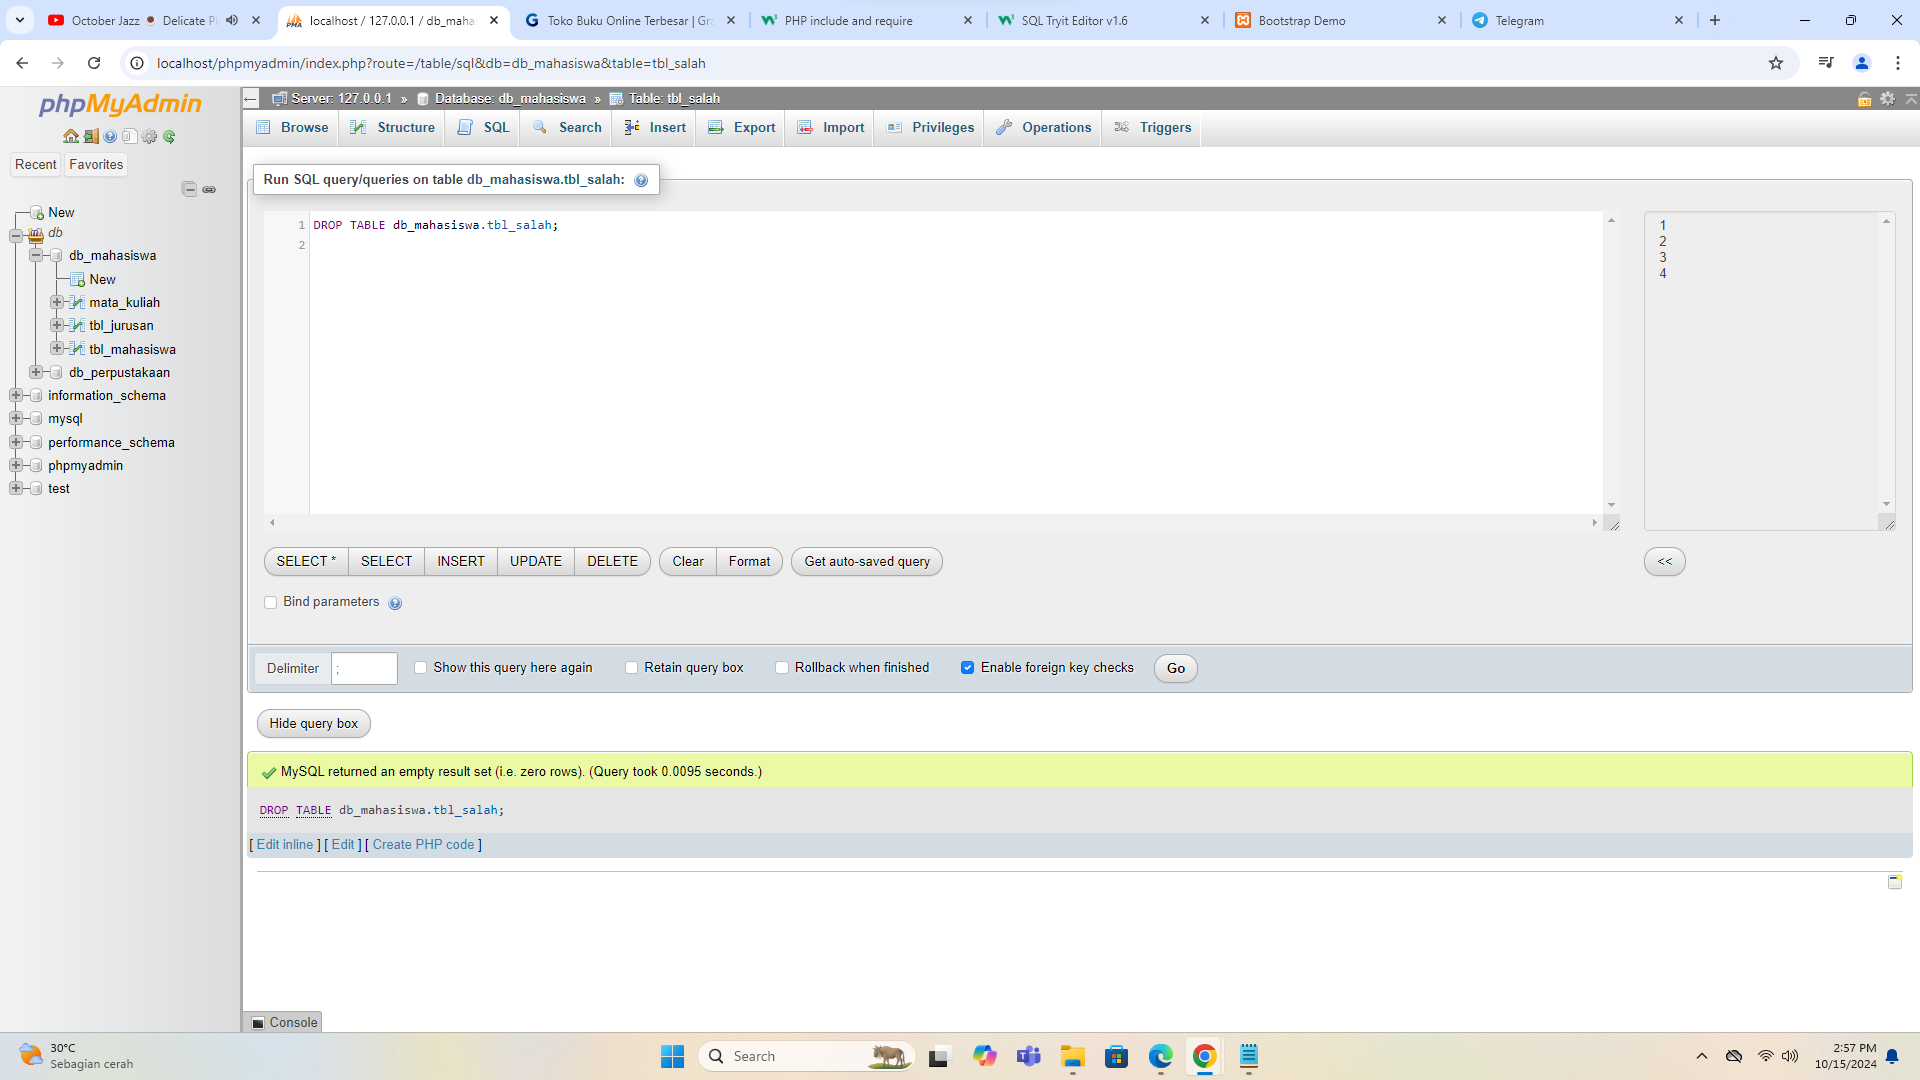 October Jazz ☕ Delicate Pi
localhost / 127.0.0.1 / db_mahas
Toko Buku Online Terbesar | Gra
PHP include and require
SQL Tryit Editor v1.6
Bootstrap Demo
Telegram
localhost/phpmyadmin/index.php?route=/table/sql&db=db_mahasiswa&table=tbl_salah
phpMyAdmin
Recent
Favorites
New
db
db_mahasiswa
New
mata_kuliah
tbl_jurusan
tbl_mahasiswa
db_perpustakaan
information_schema
mysql
performance_schema
phpmyadmin
test
Server: 127.0.0.1 » Database: db_mahasiswa » Table: tbl_salah
Browse Structure SQL Search Insert Export Import Privileges Operations Triggers
Run SQL query/queries on table db_mahasiswa.tbl_salah:
1 DROP TABLE db_mahasiswa.tbl_salah;
2
1
2
3
4
SELECT * SELECT INSERT UPDATE DELETE Clear Format Get auto-saved query <<
Bind parameters
Delimiter ; Show this query here again Retain query box Rollback when finished Enable foreign key checks Go
Hide query box
MySQL returned an empty result set (i.e. zero rows). (Query took 0.0095 seconds.)
DROP TABLE db_mahasiswa.tbl_salah;
[ Edit inline ] [ Edit ] [ Create PHP code ]
Console
30°C
Sebagian cerah
Search
2:57 PM
10/15/2024